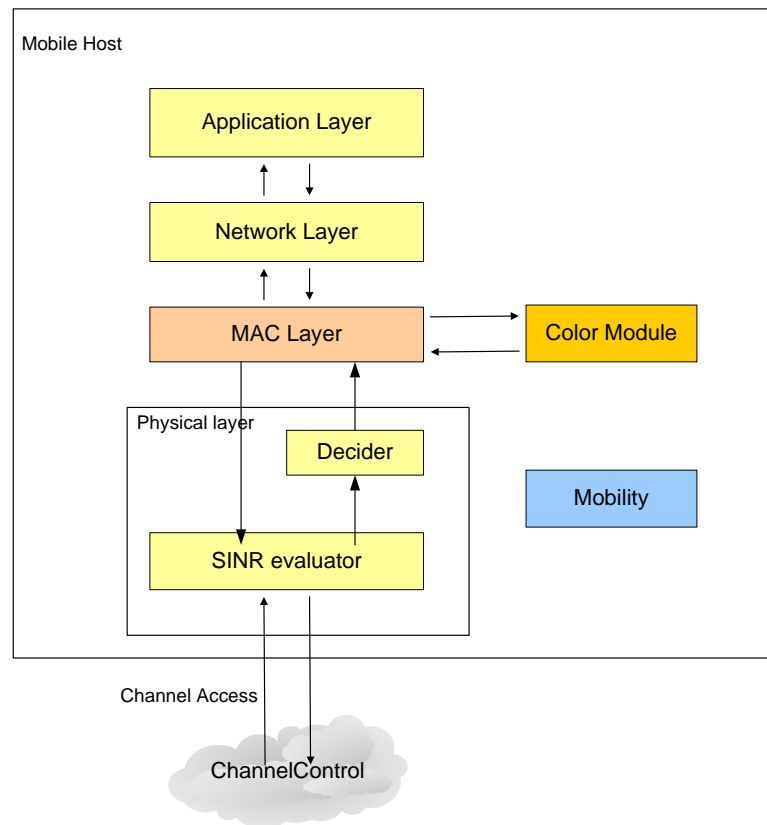 Mobile Host
Application Layer
Network Layer
MAC Layer
Color Module
Physical layer
Decider
Mobility
SINR evaluator
Channel Access
ChannelControl